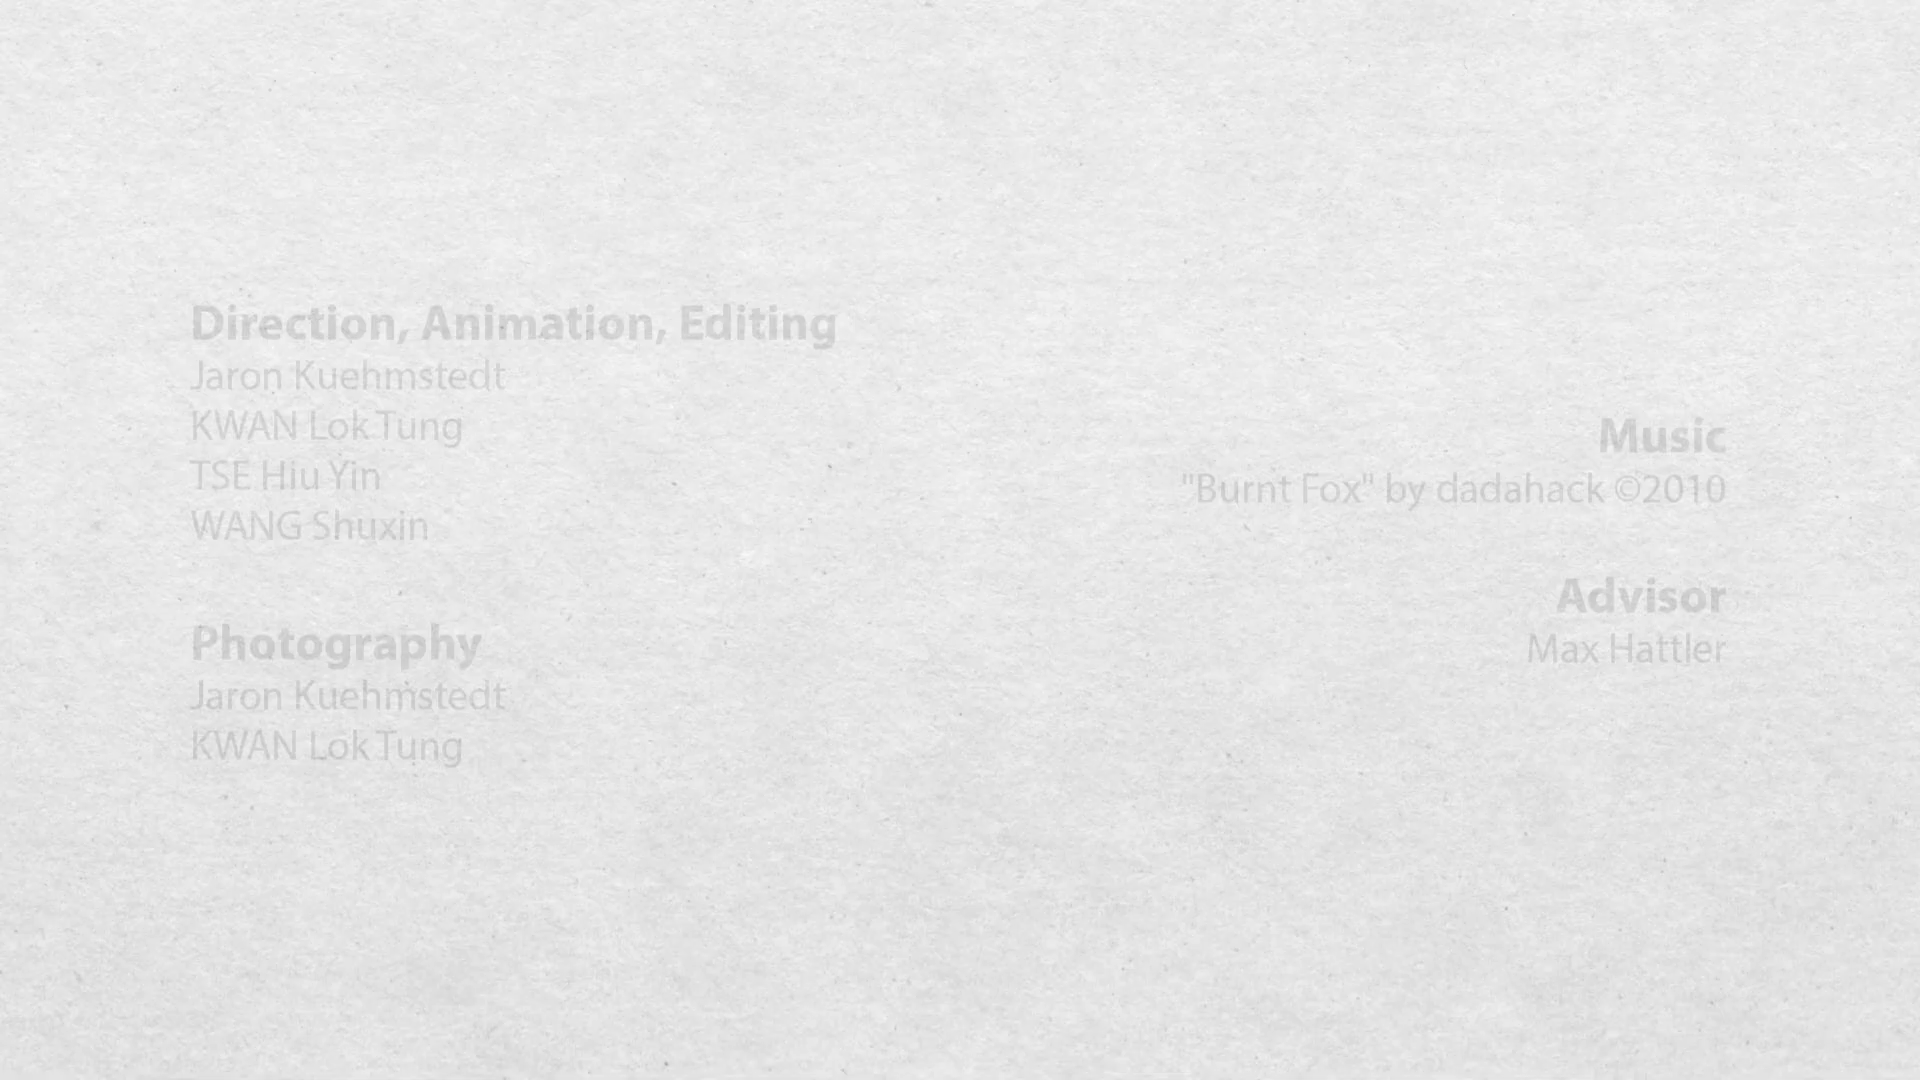 Direction, Animation, Editing
Jaron Kuehmstedt
KWAN Lok Tung
TSE Hiu Yin
WANG Shuxin
Photography
Jaron Kuehmstedt
KWAN Lok Tung
Music
"Burnt Fox" by dadahack ©2010
Advisor
Max Hattler